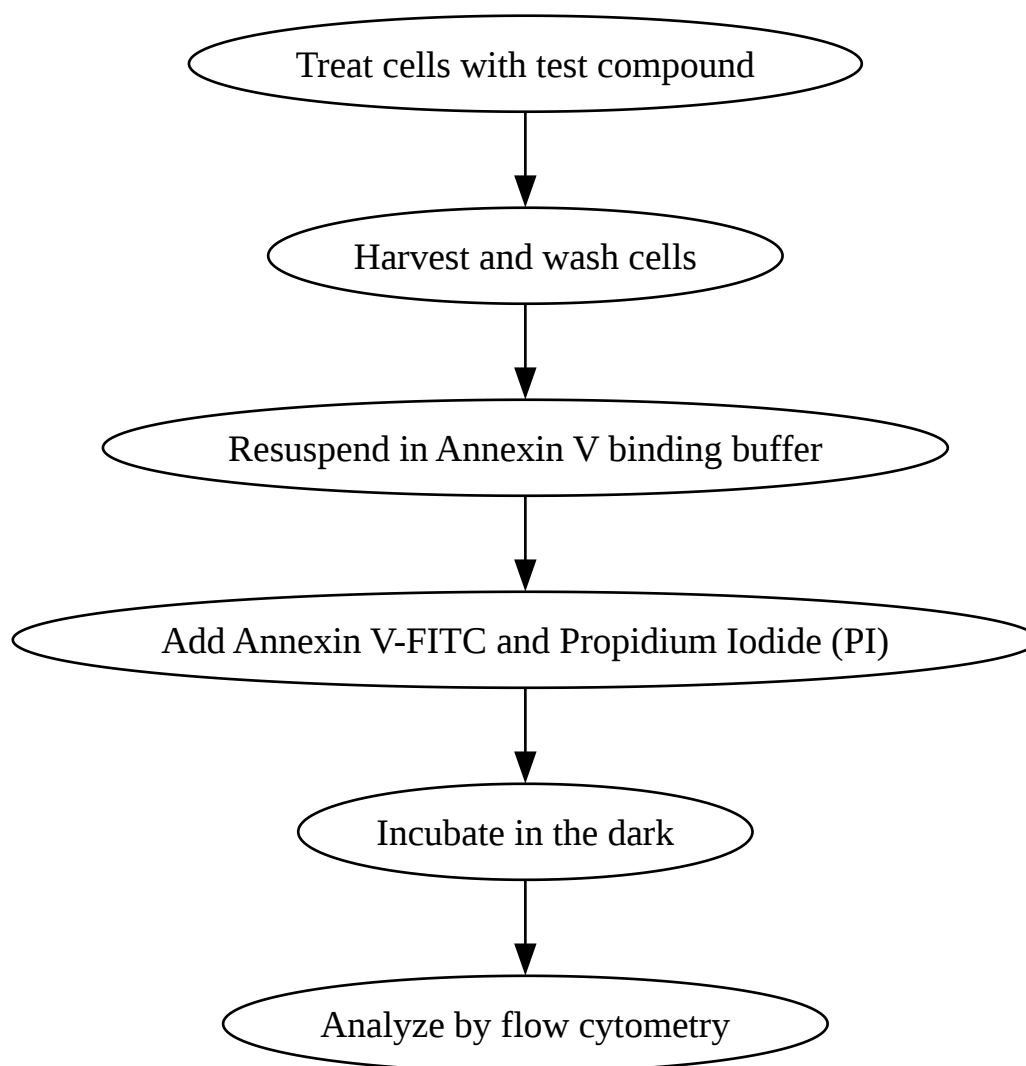 Treat cells with test compound
Harvest and wash cells
Resuspend in Annexin V binding buffer
Add Annexin V-FITC and Propidium Iodide (PI)
Incubate in the dark
Analyze by flow cytometry